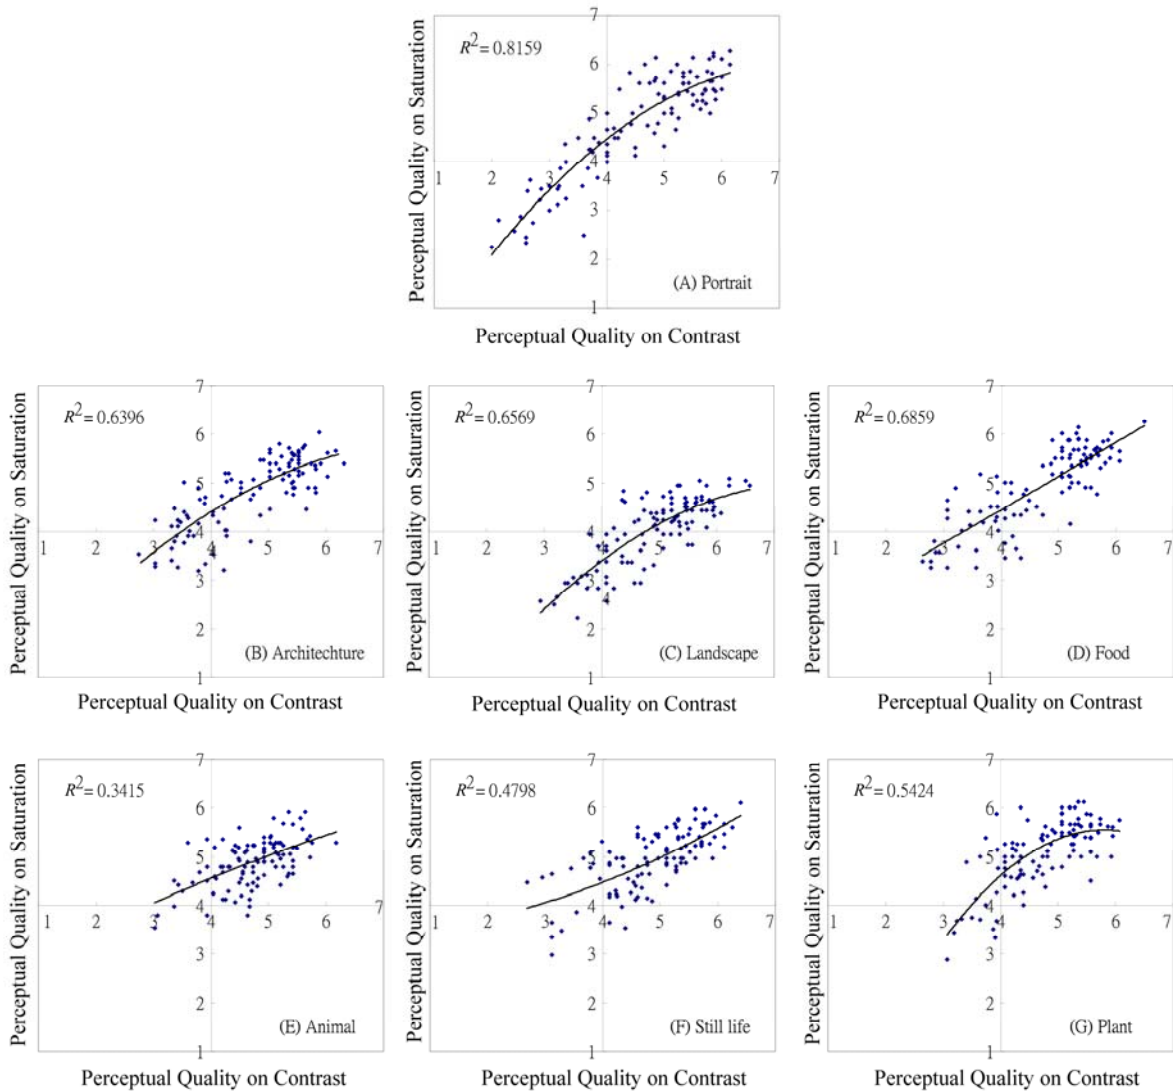 7
R² = 0.8159
6
5
4
2 3 4 5 6 7
3
2
(A) Portrait
1
Perceptual Quality on Saturation
Perceptual Quality on Contrast
7
R² = 0.6396
6
5
4
1 2 3 4 5 6 7
3
2
(B) Architechture
1
Perceptual Quality on Saturation
Perceptual Quality on Contrast
7
R² = 0.6569
6
5
4
1 2 3 4 5 6 7
3
2
(C) Landscape
1
Perceptual Quality on Saturation
Perceptual Quality on Contrast
7
R² = 0.6859
6
5
4
1 2 3 4 5 6 7
3
2
(D) Food
1
Perceptual Quality on Saturation
Perceptual Quality on Contrast
7
R² = 0.3415
6
5
4
1 2 3 4 5 6 7
3
2
(E) Animal
1
Perceptual Quality on Saturation
Perceptual Quality on Contrast
7
R² = 0.4798
6
5
4
1 2 3 4 5 6 7
3
2
(F) Still life
1
Perceptual Quality on Saturation
Perceptual Quality on Contrast
7
R² = 0.5424
6
5
4
1 2 3 4 5 6 7
3
2
(G) Plant
1
Perceptual Quality on Saturation
Perceptual Quality on Contrast